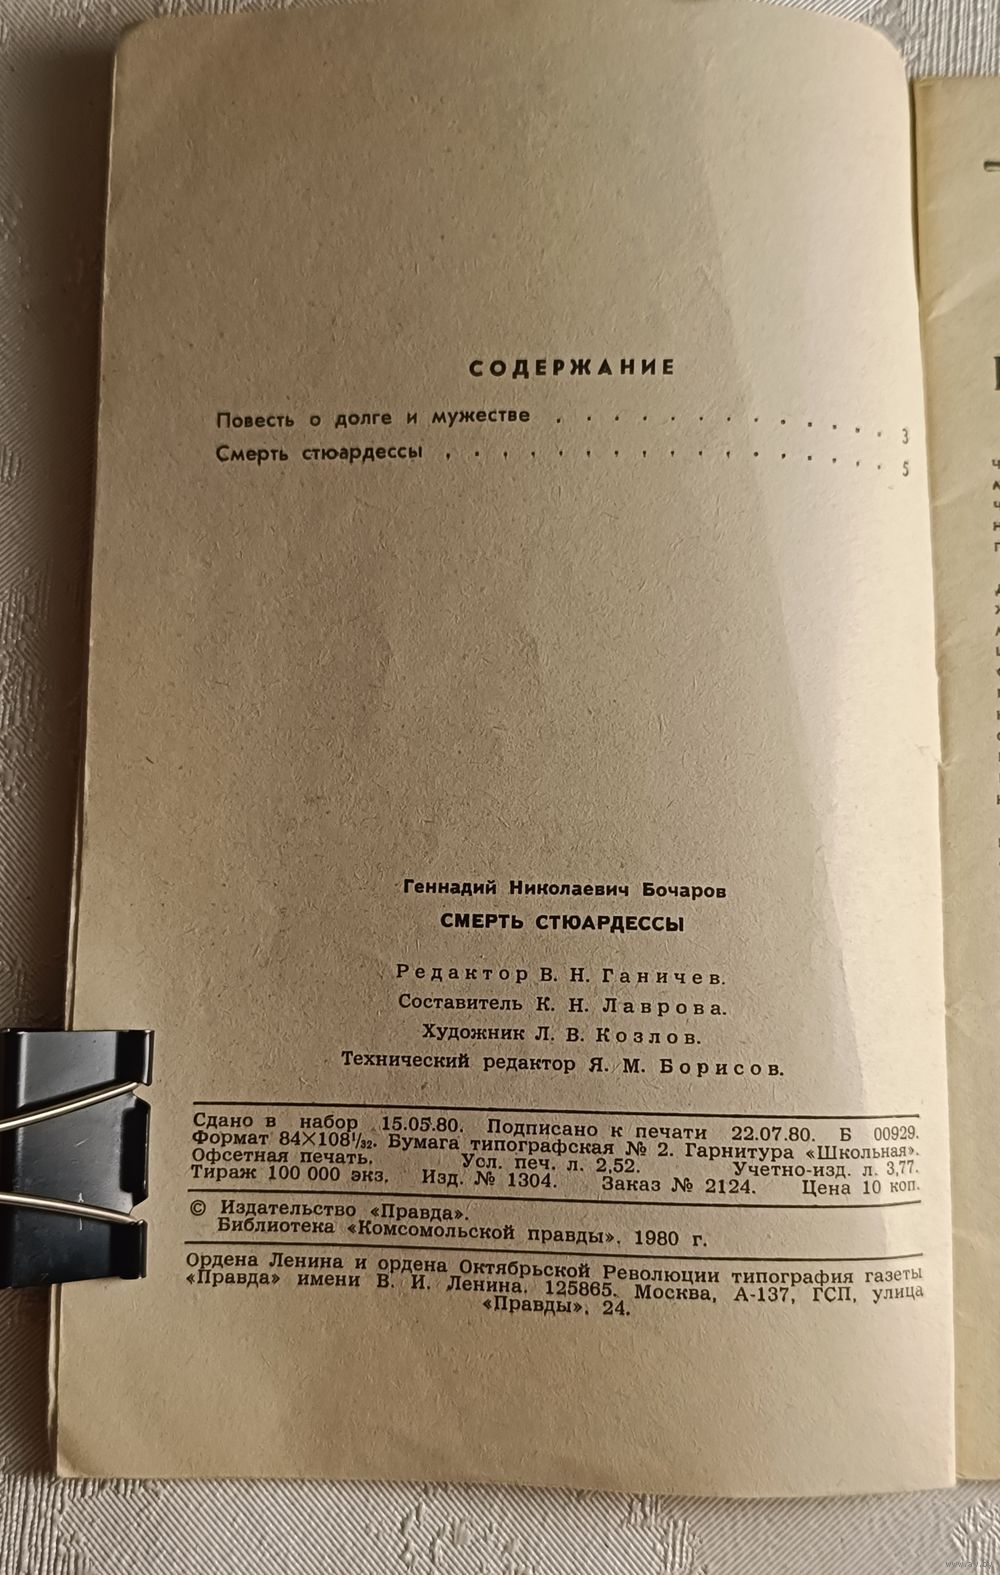 СОДЕРЖАНИЕ
Повесть о долге и мужестве . . . . . . . . . . . . . 3
Смерть стюардессы . . . . . . . . . . . . . . . . . 5
Геннадий Николаевич Бочаров
СМЕРТЬ СТЮАРДЕССЫ
Редактор В. Н. Ганичев.
Составитель К. Н. Лаврова.
Художник Л. В. Козлов.
Технический редактор Я. М. Борисов.
Сдано в набор 15.05.80. Подписано к печати 22.07.80. Б 00929.
Формат 84×108¹/₃₂. Бумага типографская № 2. Гарнитура «Школьная».
Офсетная печать. Усл. печ. л. 2,52. Учетно-изд. л. 3,77.
Тираж 100 000 экз. Изд. № 1304. Заказ № 2124. Цена 10 коп.
© Издательство «Правда».
Библиотека «Комсомольской правды», 1980 г.
Ордена Ленина и ордена Октябрьской Революции типография газеты
«Правда» имени В. И. Ленина. 125865. Москва, А-137, ГСП, улица
«Правды», 24.